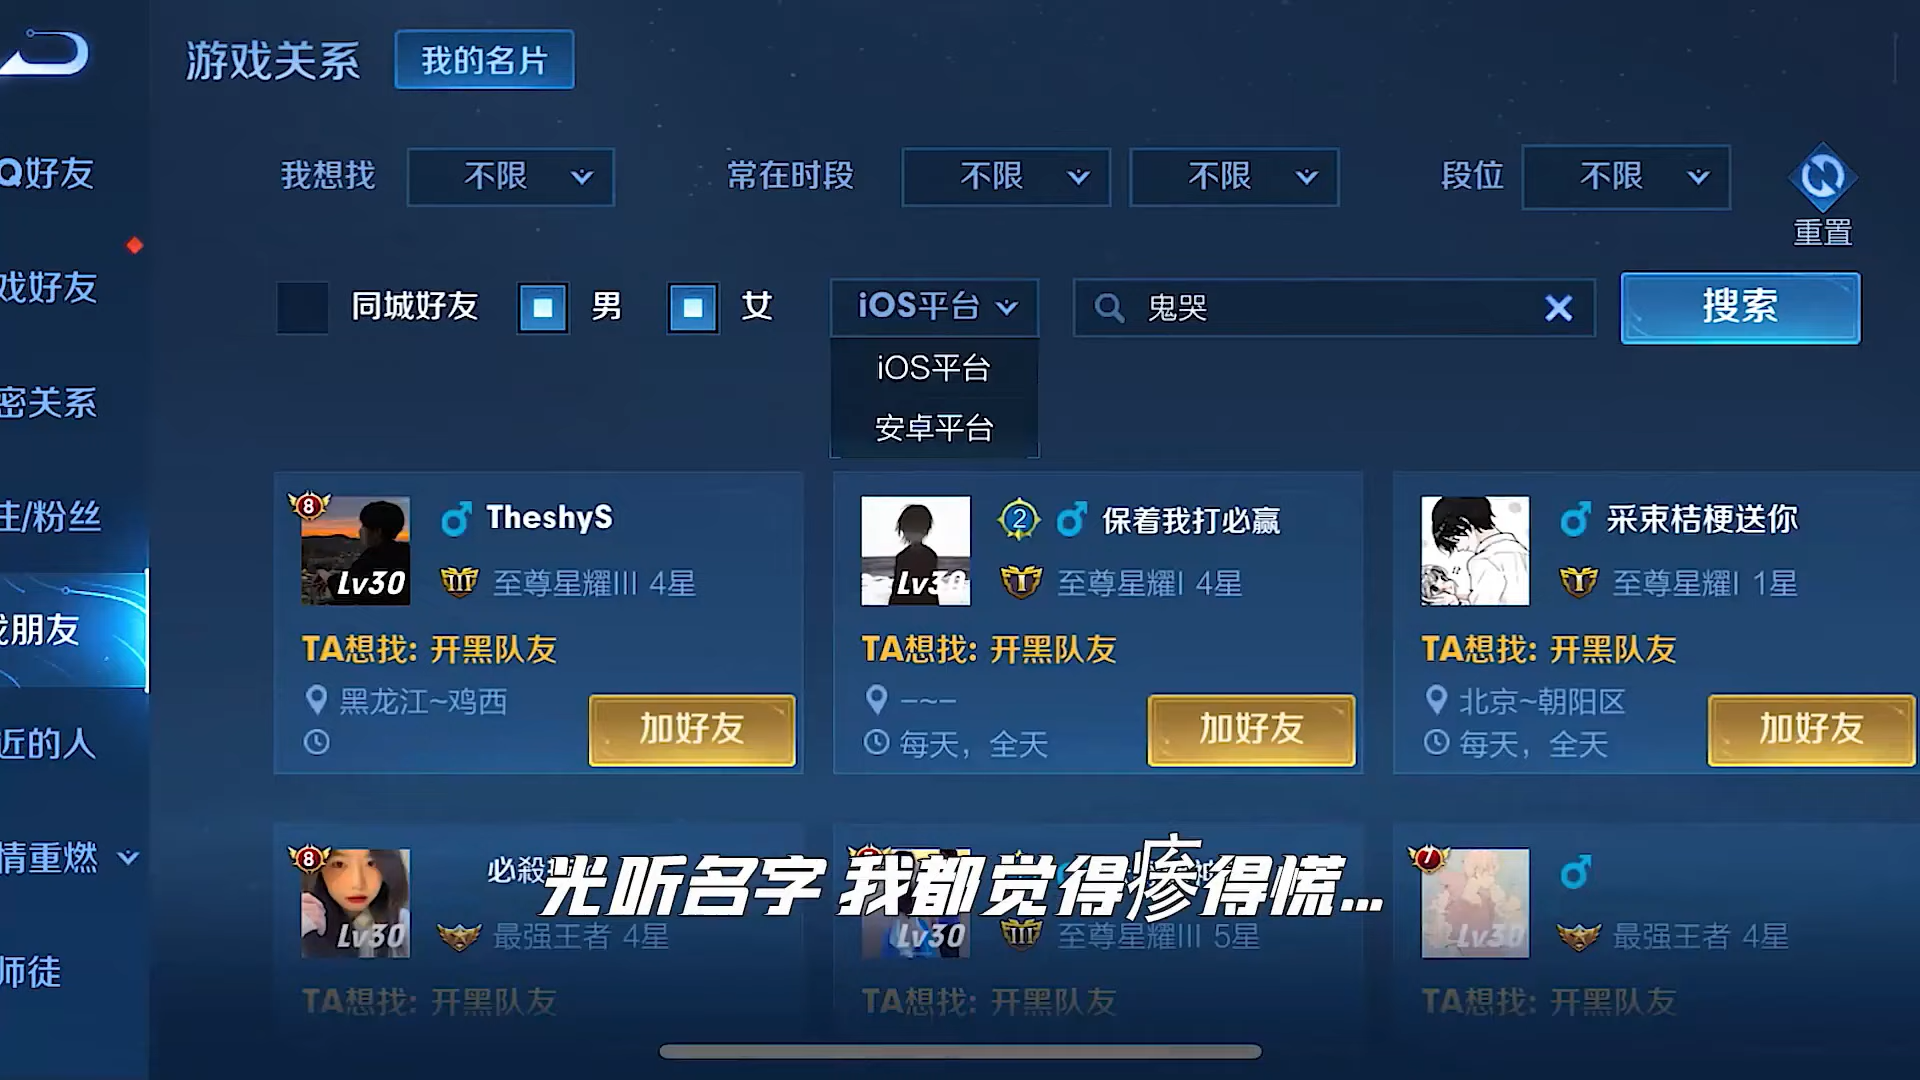 游戏关系 我的名片
我想找 不限 常在时段 不限 不限 段位 不限
重置
同城好友 男 女 iOS平台 鬼哭 搜索
iOS平台
安卓平台
Q好友
戏好友
密关系
注/粉丝
找朋友
近的人
情重燃
师徒
8 TheshyS
Lv30 至尊星耀III 4星
TA想找: 开黑队友
黑龙江~鸡西
加好友
2 保着我打必赢
Lv30 至尊星耀I 4星
TA想找: 开黑队友
-~-
每天，全天
加好友
采束桔梗送你
至尊星耀I 1星
TA想找: 开黑队友
北京~朝阳区
每天，全天
加好友
8 必殺
Lv30 最强王者 4星
TA想找: 开黑队友
Lv30 至尊星耀III 5星
TA想找: 开黑队友
7
Lv30 最强王者 4星
TA想找: 开黑队友
光听名字 我都觉得瘆得慌...